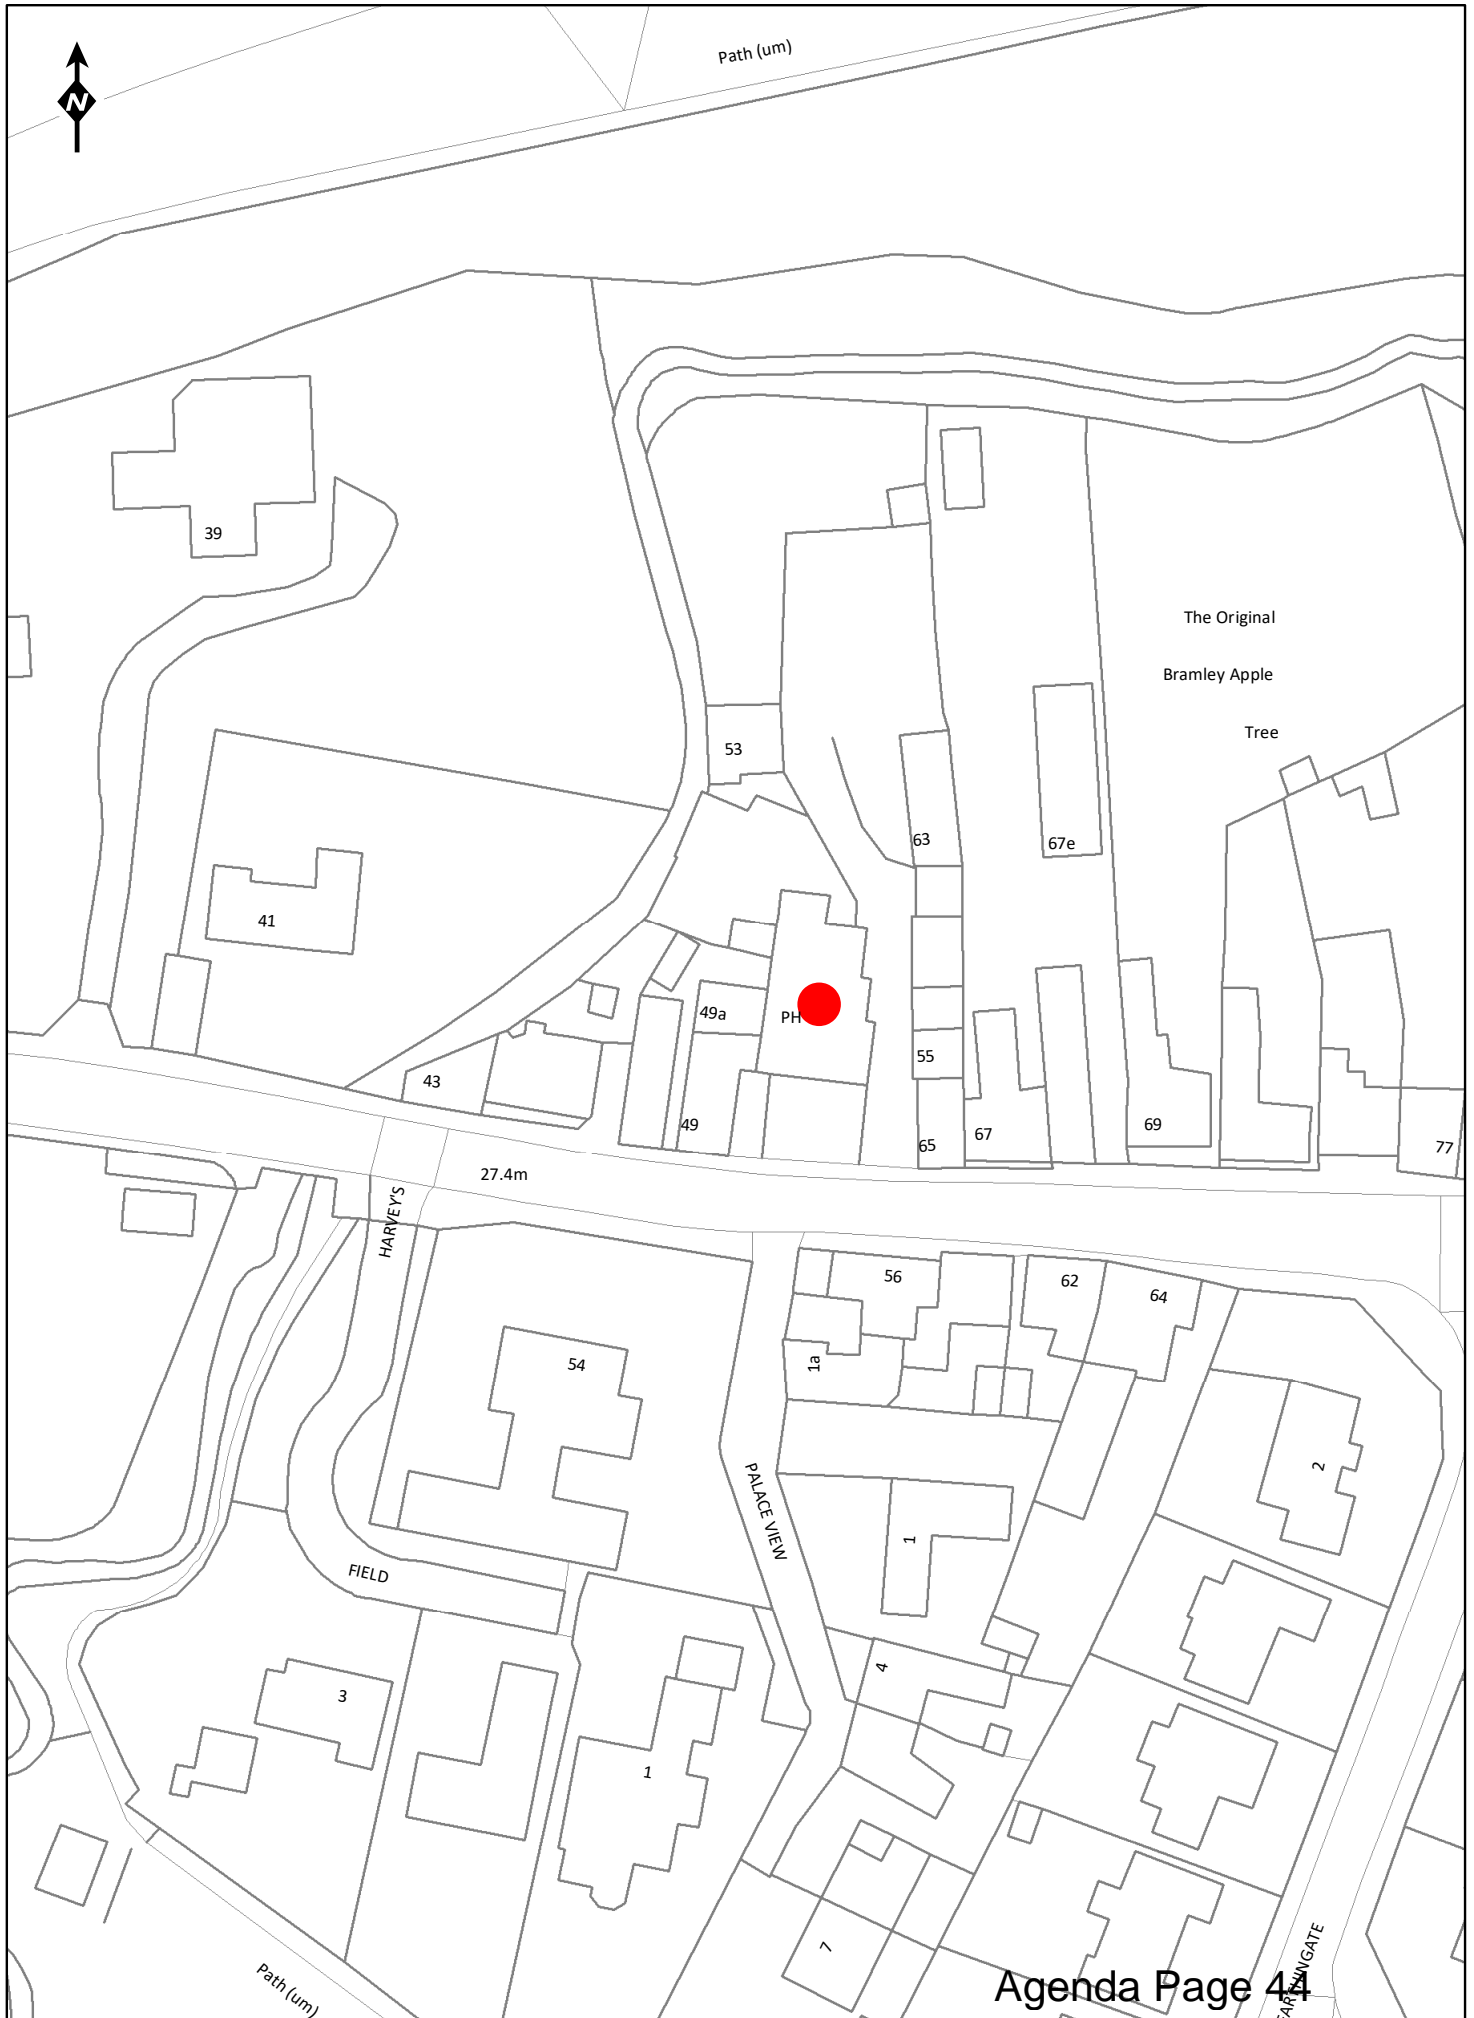 Path (um)
N
39
The Original
Bramley Apple
Tree
53
63
67e
41
49a
PH
55
43
49
65
67
69
77
27.4m
HARVEY'S
56
62
64
54
1a
PALACE VIEW
2
1
FIELD
4
3
1
7
Path (um)
Agenda Page 44
FARTHINGATE